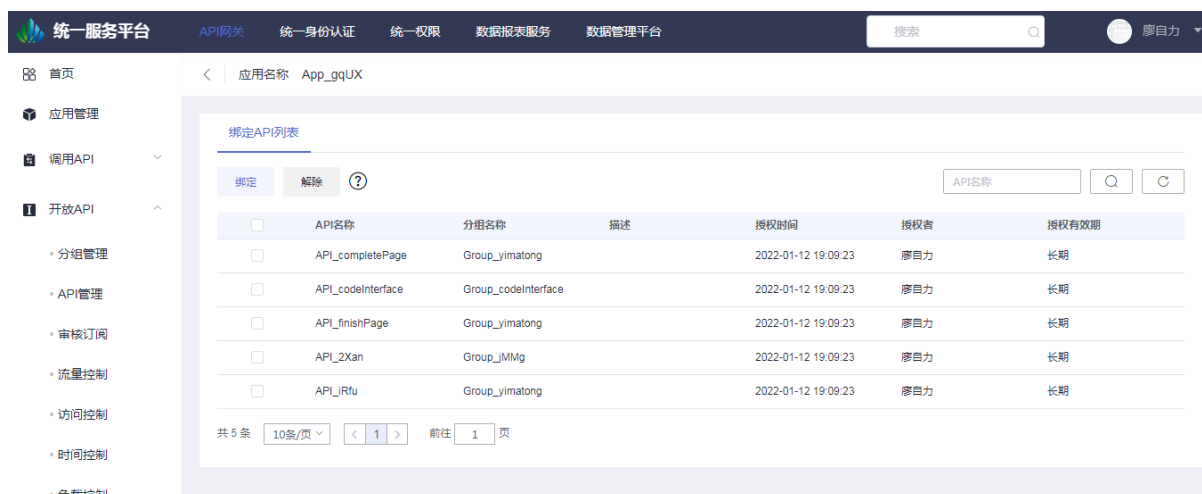 统一服务平台 API网关 统一身份认证 统一权限 数据报表服务 数据管理平台 搜索 廖自力
首页
应用管理
调用API
开放API
分组管理
API管理
审核订阅
流量控制
访问控制
时间控制
负载控制
应用名称 App_gqUX
绑定API列表
绑定 解除 ? API名称
API名称 分组名称 描述 授权时间 授权者 授权有效期
API_completePage Group_yimatong 2022-01-12 19:09:23 廖自力 长期
API_codeInterface Group_codeInterface 2022-01-12 19:09:23 廖自力 长期
API_finishPage Group_yimatong 2022-01-12 19:09:23 廖自力 长期
API_2Xan Group_jMMg 2022-01-12 19:09:23 廖自力 长期
API_iRfu Group_yimatong 2022-01-12 19:09:23 廖自力 长期
共 5 条 10条/页 < 1 > 前往 1 页